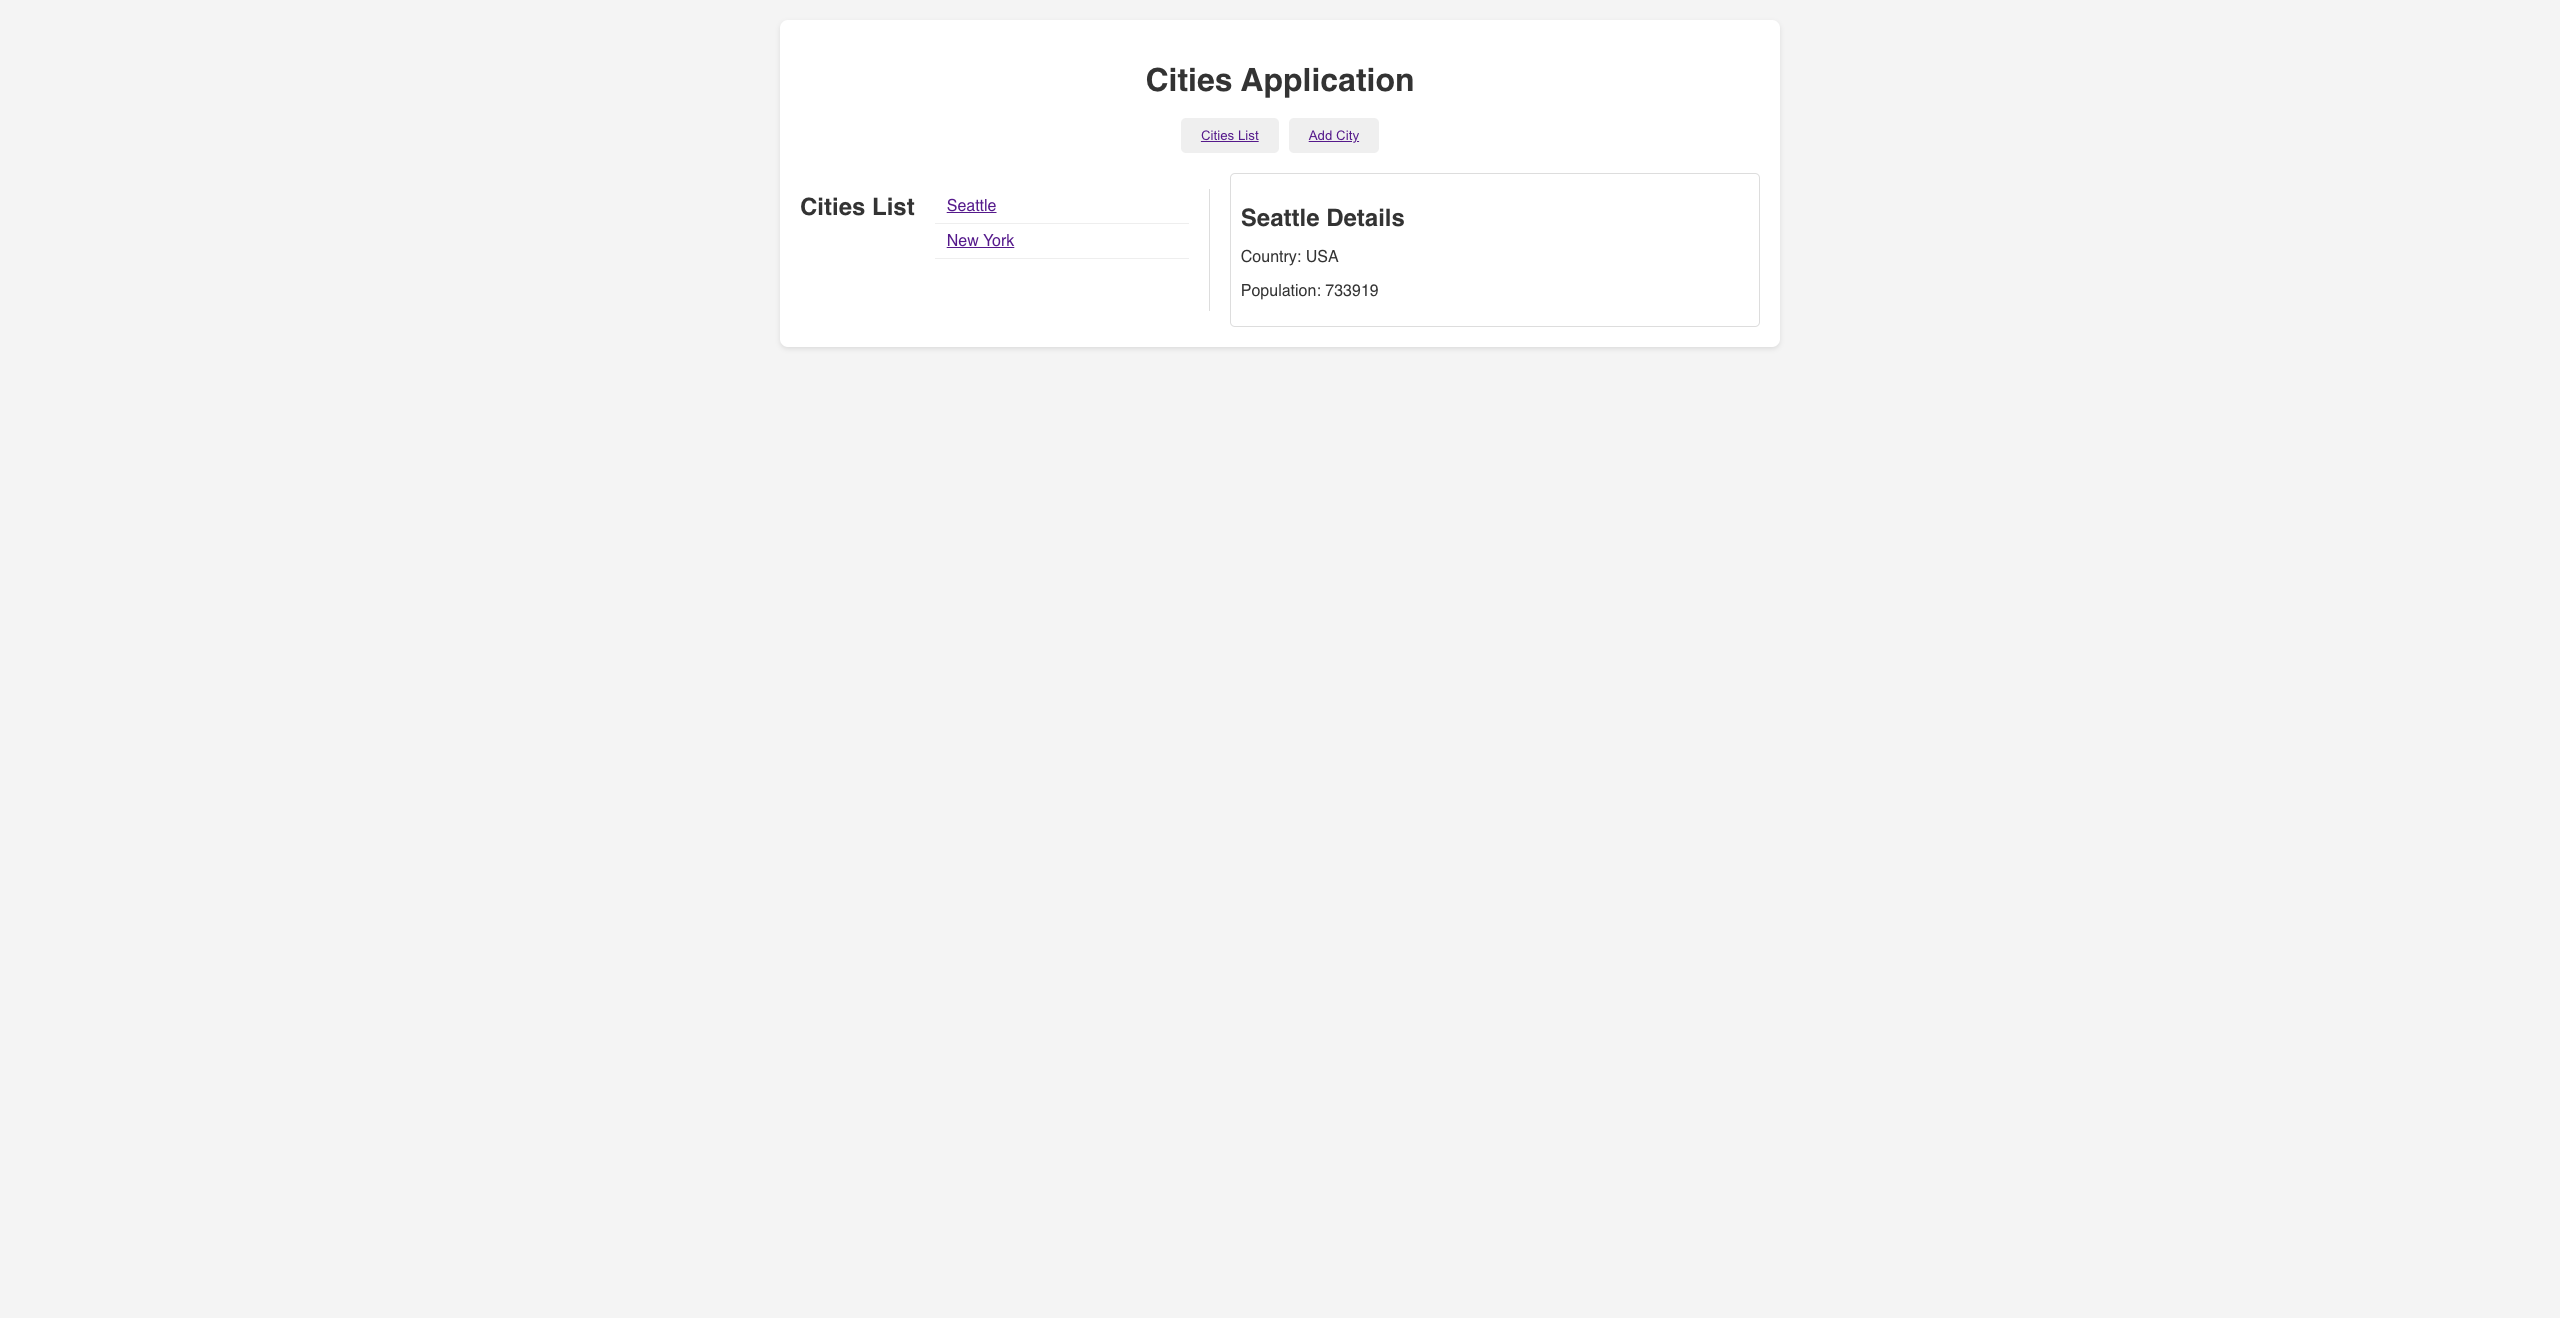 Cities Application
Cities List
Add City
Cities List
Seattle
New York
Seattle Details
Country: USA
Population: 733919